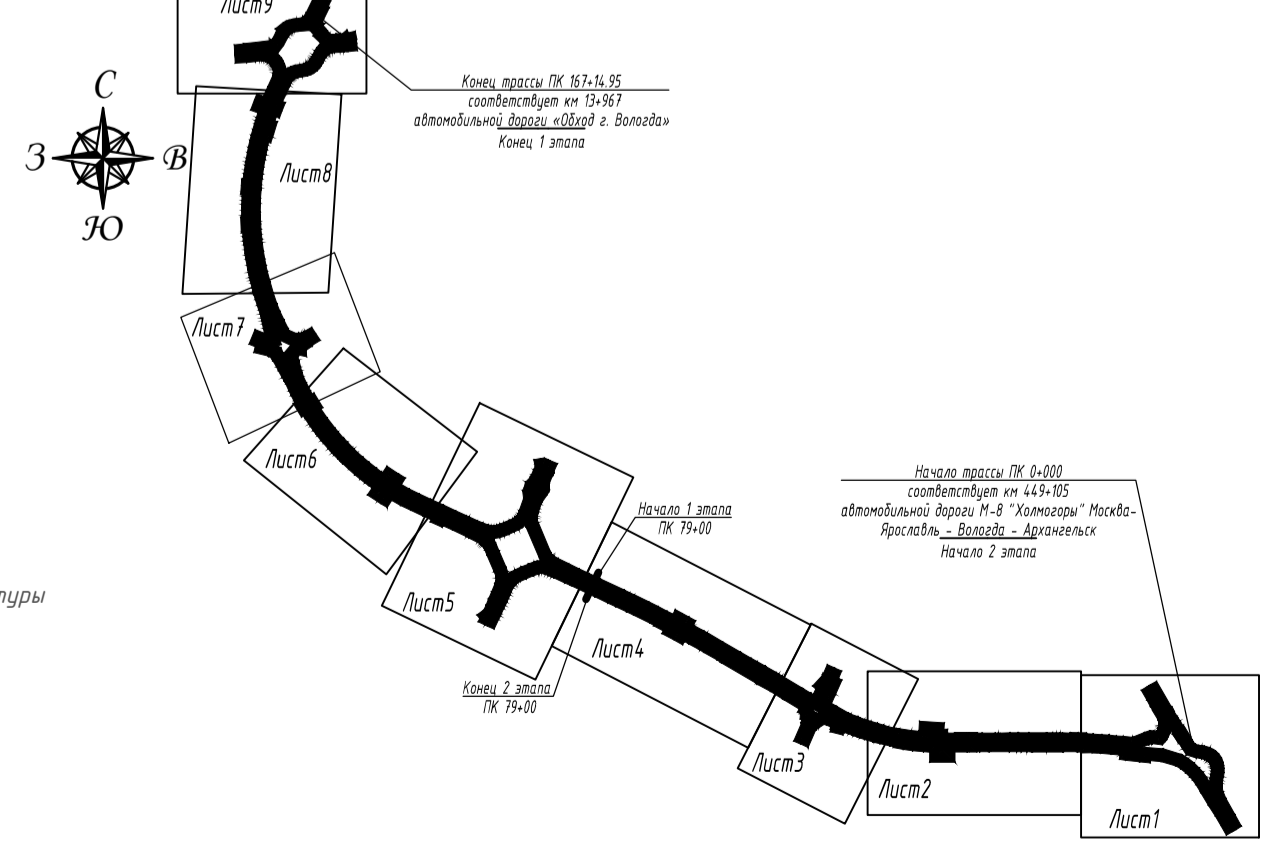 Лист9
Конец трассы ПК 167+14.95
соответствует км 13+967
автомобильной дороги «Обход г. Вологда»
Конец 1 этапа
С
З
В
Ю
Лист8
Лист7
Лист6
Лист5
Начало 1 этапа
ПК 79+00
Начало трассы ПК 0+000
соответствует км 449+105
автомобильной дороги М-8 "Холмогоры" Москва-
Ярославль - Вологда - Архангельск
Начало 2 этапа
туры
Лист4
Конец 2 этапа
ПК 79+00
Лист3
Лист2
Лист1